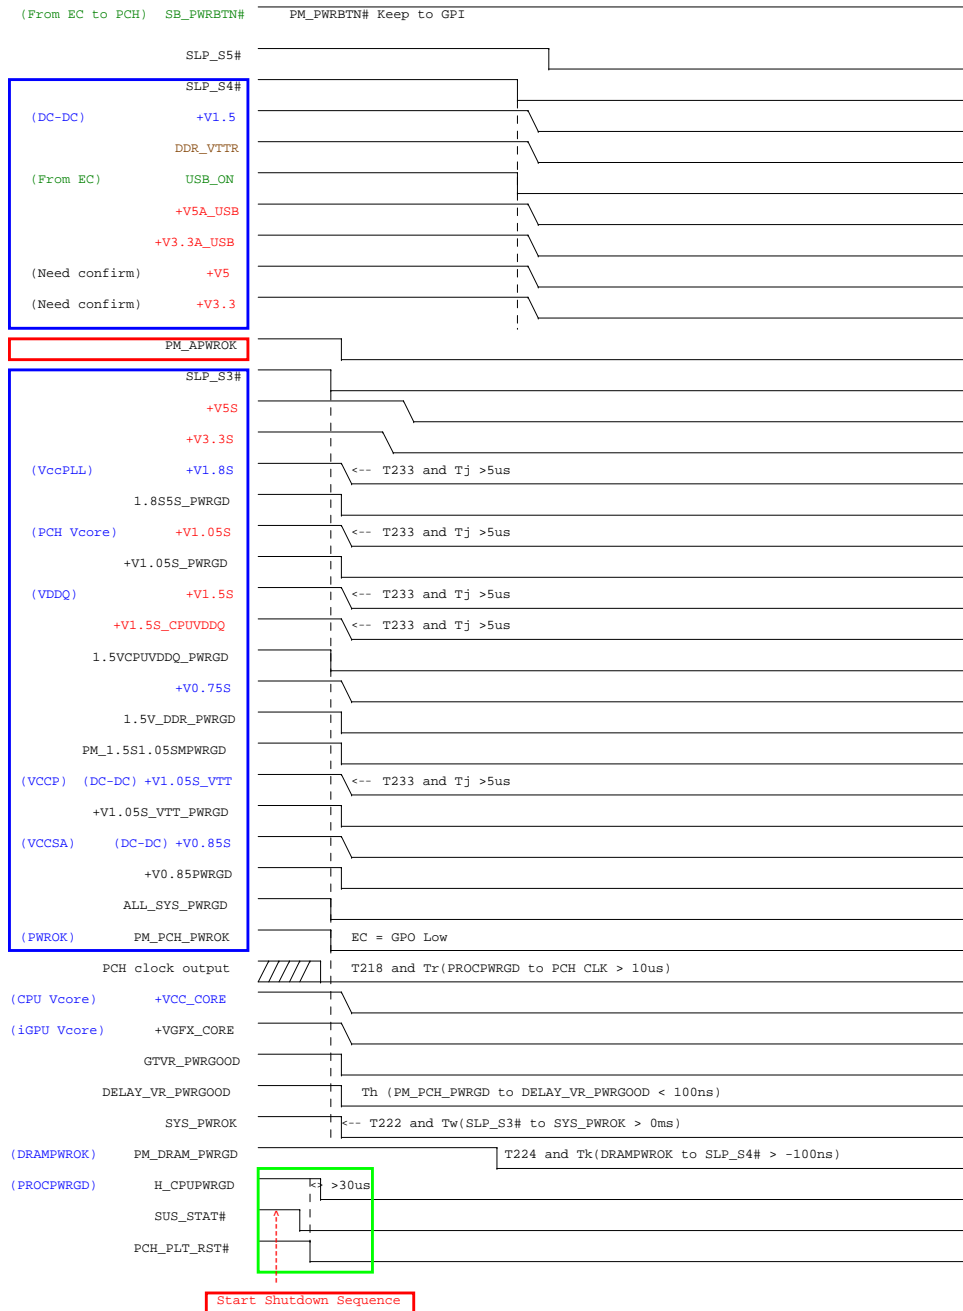 (From EC to PCH) SB_PWRBTN# PM_PWRBTN# Keep to GPI
SLP_S5#
SLP_S4#
(DC-DC) +V1.5
DDR_VTTR
(From EC) USB_ON
+V5A_USB
+V3.3A_USB
(Need confirm) +V5
(Need confirm) +V3.3
PM_APWROK
SLP_S3#
+V5S
+V3.3S
(VccPLL) +V1.8S <-- T233 and Tj >5us
1.8S5S_PWRGD
(PCH Vcore) +V1.05S <-- T233 and Tj >5us
+V1.05S_PWRGD
(VDDQ) +V1.5S <-- T233 and Tj >5us
+V1.5S_CPUVDDQ <-- T233 and Tj >5us
1.5VCPUVDDQ_PWRGD
+V0.75S
1.5V_DDR_PWRGD
PM_1.5S1.05SMPWRGD
(VCCP) (DC-DC) +V1.05S_VTT <-- T233 and Tj >5us
+V1.05S_VTT_PWRGD
(VCCSA) (DC-DC) +V0.85S
+V0.85PWRGD
ALL_SYS_PWRGD
(PWROK) PM_PCH_PWROK EC = GPO Low
PCH clock output T218 and Tr(PROCPWRGD to PCH CLK > 10us)
(CPU Vcore) +VCC_CORE
(iGPU Vcore) +VGFX_CORE
GTVR_PWRGOOD
DELAY_VR_PWRGOOD Th (PM_PCH_PWRGD to DELAY_VR_PWRGOOD < 100ns)
SYS_PWROK <-- T222 and Tw(SLP_S3# to SYS_PWROK > 0ms)
(DRAMPWROK) PM_DRAM_PWRGD T224 and Tk(DRAMPWROK to SLP_S4# > -100ns)
(PROCPWRGD) H_CPUPWRGD <> >30us
SUS_STAT#
PCH_PLT_RST#
Start Shutdown Sequence